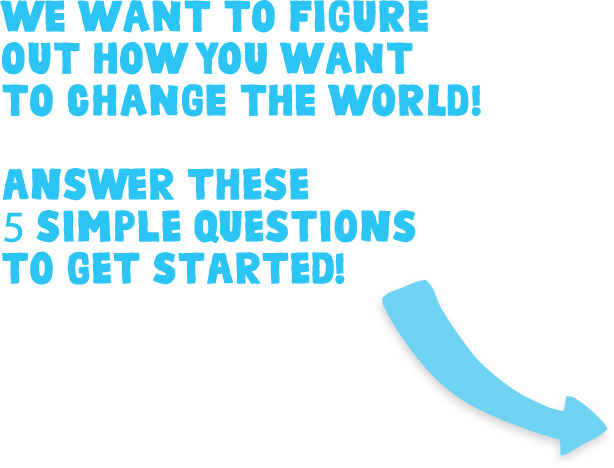 WE WANT TO FIGURE
OUT HOW YOU WANT
TO CHANGE THE WORLD!
ANSWER THESE
5 SIMPLE QUESTIONS
TO GET STARTED!